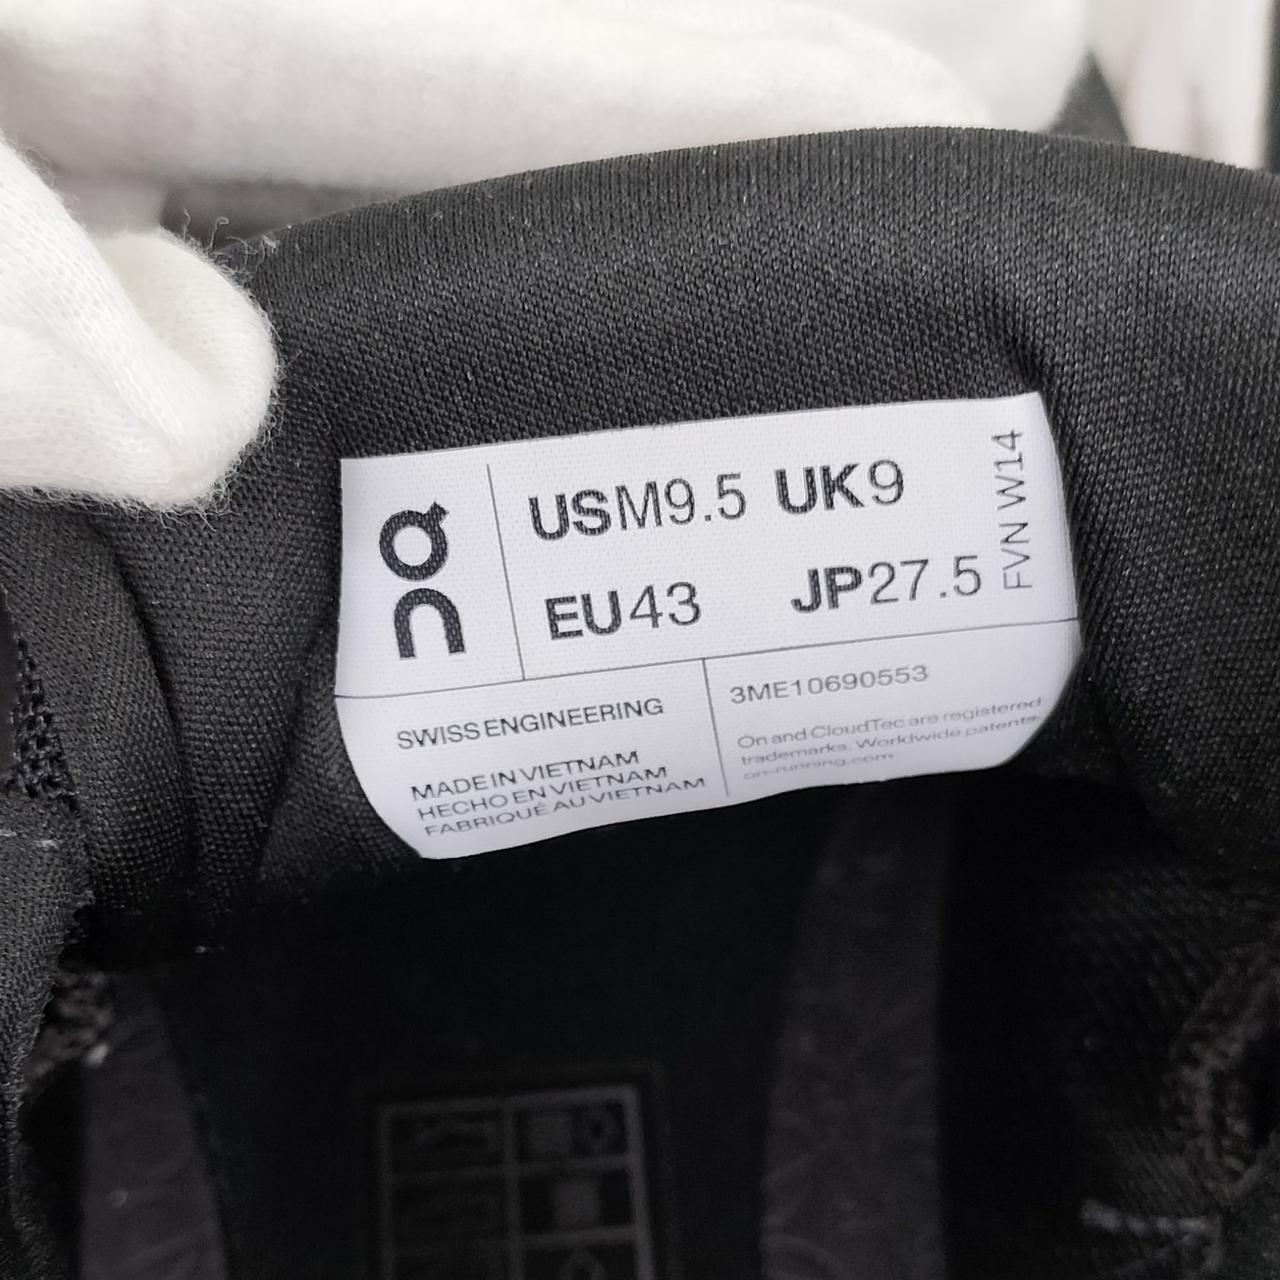 On
USM9.5 UK9
EU43 JP27.5
FVN W14
SWISS ENGINEERING
MADE IN VIETNAM
HECHO EN VIETNAM
FABRIQUÉ AU VIETNAM
3ME10690553
On and CloudTec are registered
trademarks. Worldwide patents
on-running.com